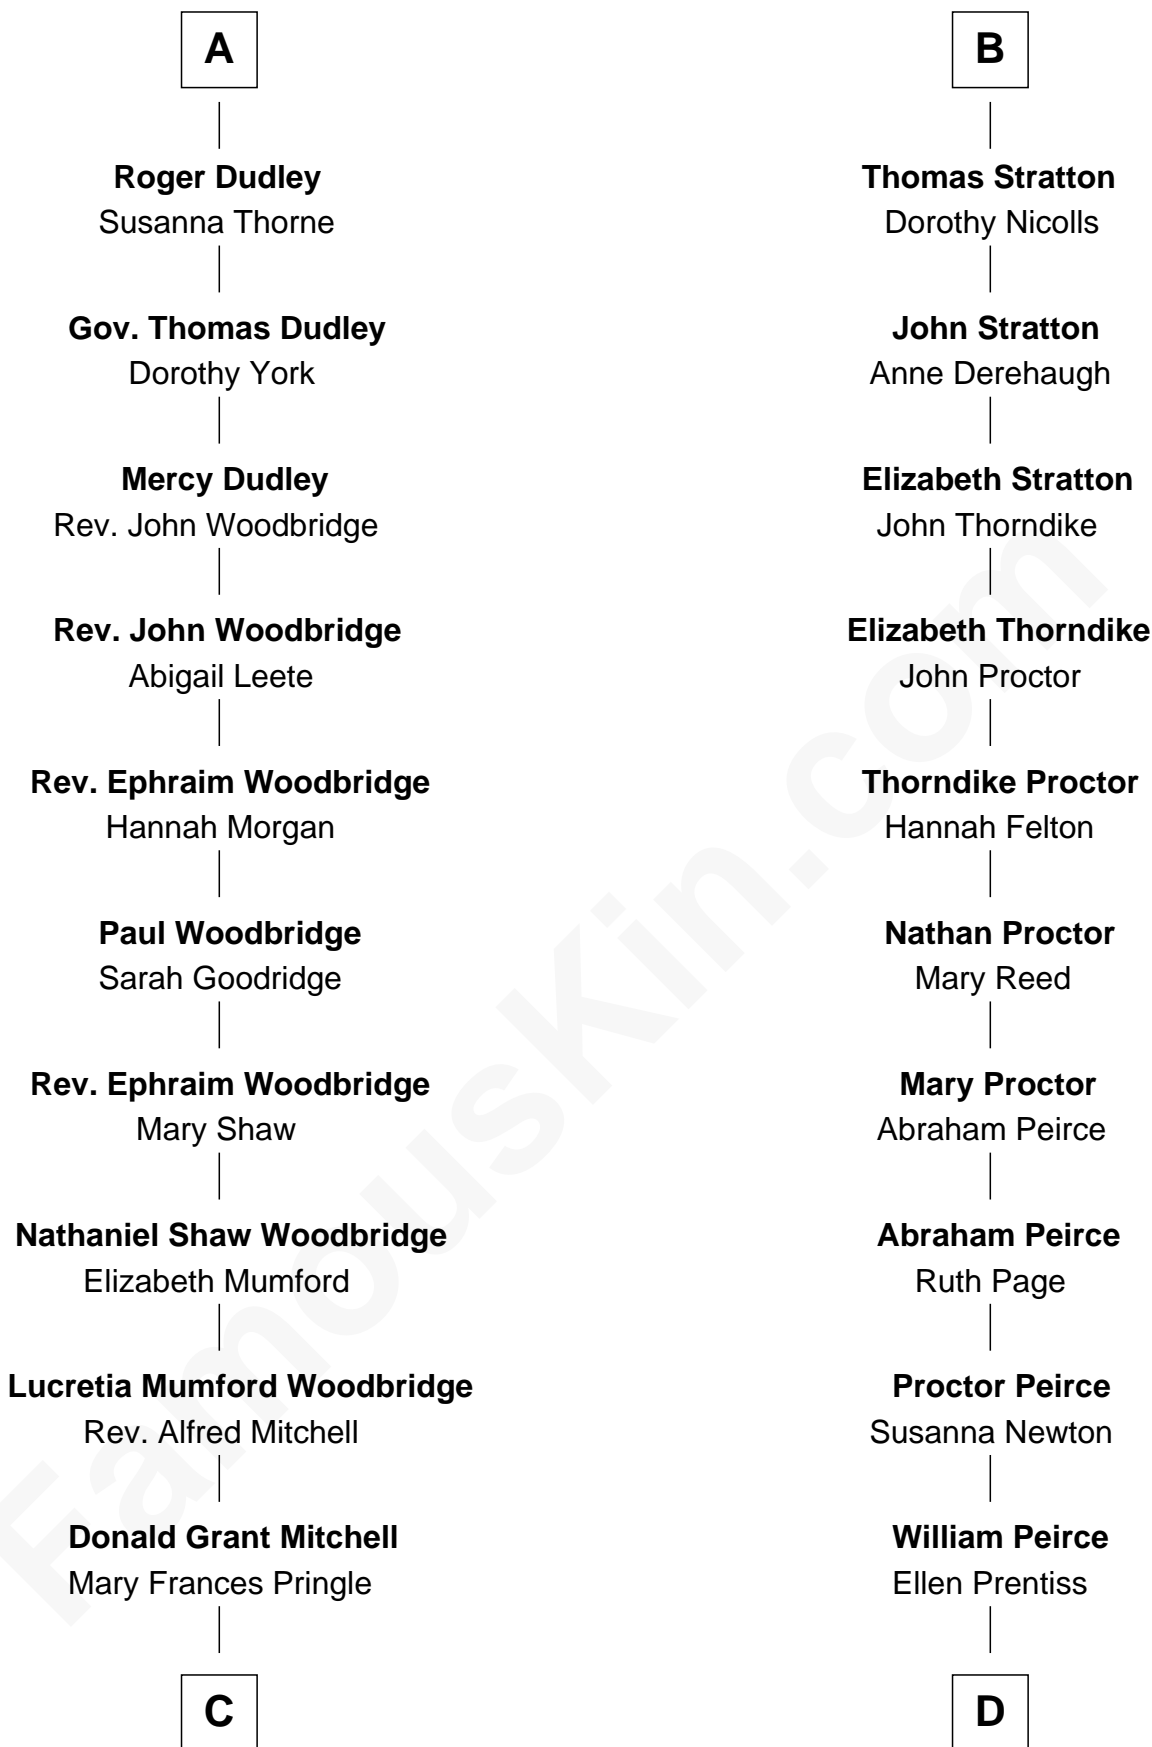 A
Roger Dudley
Susanna Thorne
Gov. Thomas Dudley
Dorothy York
Mercy Dudley
Rev. John Woodbridge
Rev. John Woodbridge
Abigail Leete
Rev. Ephraim Woodbridge
Hannah Morgan
Paul Woodbridge
Sarah Goodridge
Rev. Ephraim Woodbridge
Mary Shaw
Nathaniel Shaw Woodbridge
Elizabeth Mumford
Lucretia Mumford Woodbridge
Rev. Alfred Mitchell
Donald Grant Mitchell
Mary Frances Pringle
C
B
Thomas Stratton
Dorothy Nicolls
John Stratton
Anne Derehaugh
Elizabeth Stratton
John Thorndike
Elizabeth Thorndike
John Proctor
Thorndike Proctor
Hannah Felton
Nathan Proctor
Mary Reed
Mary Proctor
Abraham Peirce
Abraham Peirce
Ruth Page
Proctor Peirce
Susanna Newton
William Peirce
Ellen Prentiss
D
FamousKin.com